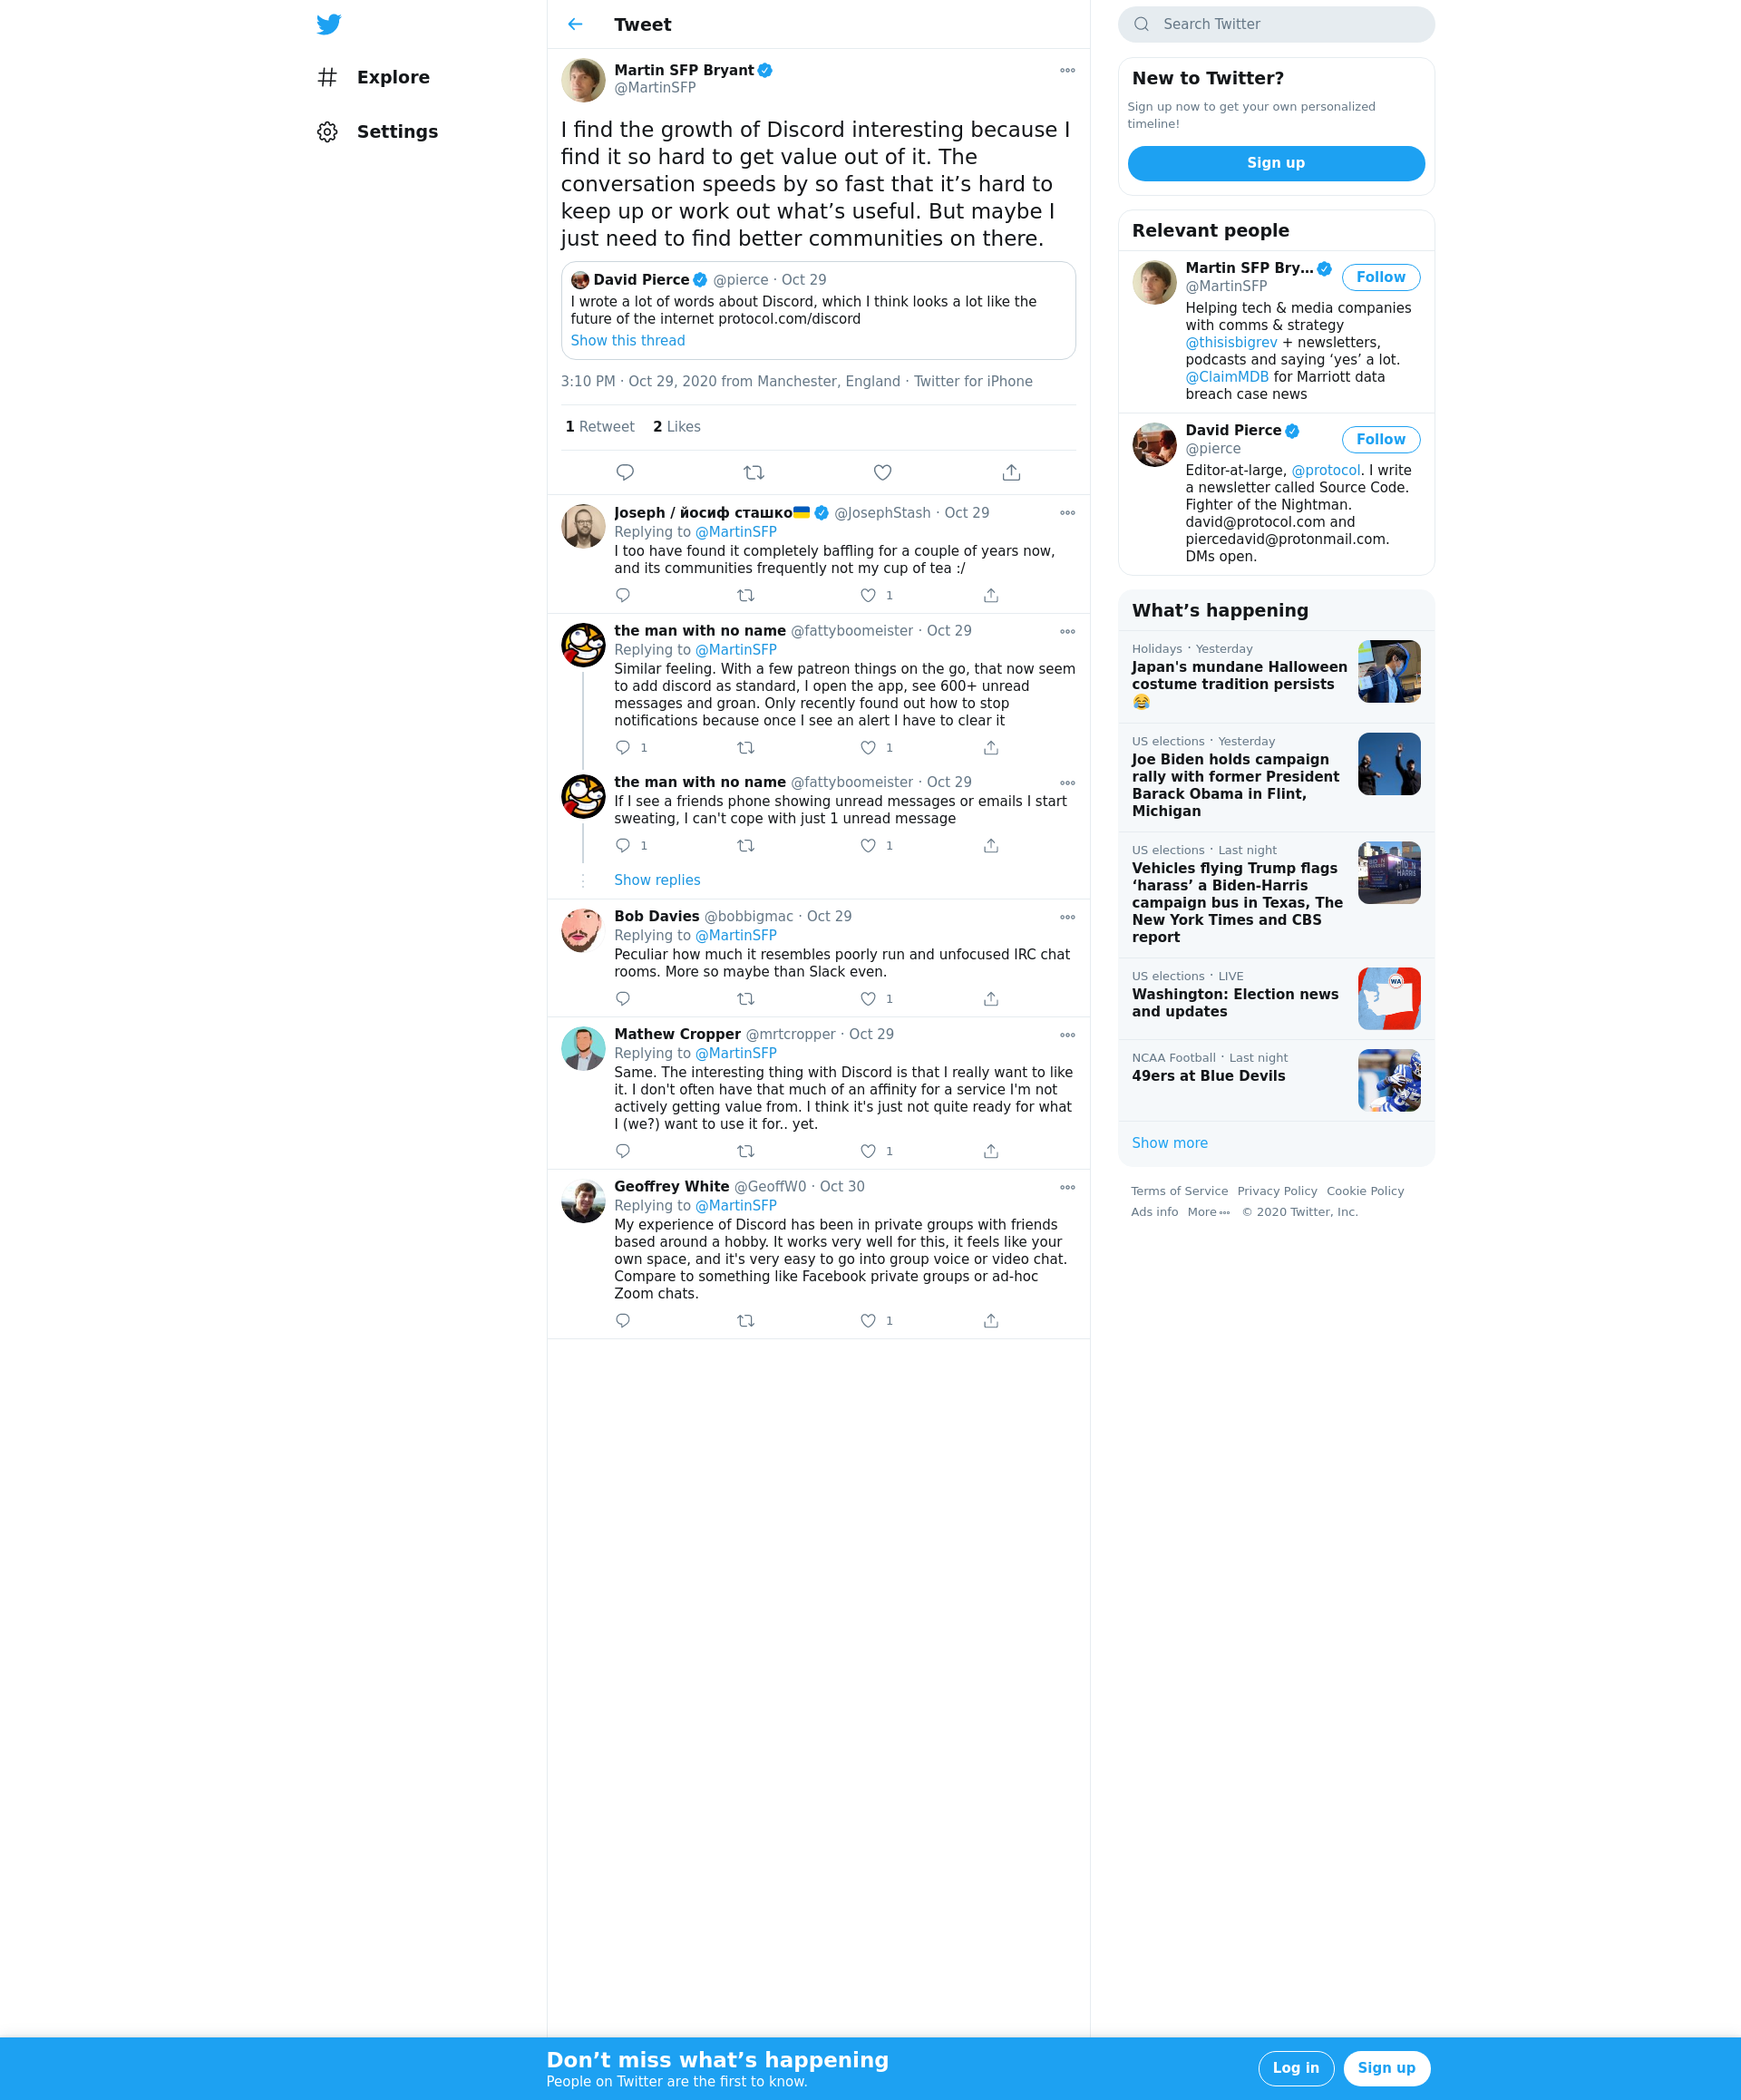 Explore
Settings
Tweet
Martin SFP Bryant
@MartinSFP
I find the growth of Discord interesting because I
find it so hard to get value out of it. The
conversation speeds by so fast that it’s hard to
keep up or work out what’s useful. But maybe I
just need to find better communities on there.
David Pierce @pierce · Oct 29
I wrote a lot of words about Discord, which I think looks a lot like the
future of the internet protocol.com/discord
Show this thread
3:10 PM · Oct 29, 2020 from Manchester, England · Twitter for iPhone
1 Retweet 2 Likes
Joseph / йосиф сташко🇺🇦 @JosephStash · Oct 29
Replying to @MartinSFP
I too have found it completely baffling for a couple of years now,
and its communities frequently not my cup of tea :/
1
the man with no name @fattyboomeister · Oct 29
Replying to @MartinSFP
Similar feeling. With a few patreon things on the go, that now seem
to add discord as standard, I open the app, see 600+ unread
messages and groan. Only recently found out how to stop
notifications because once I see an alert I have to clear it
1 1
the man with no name @fattyboomeister · Oct 29
If I see a friends phone showing unread messages or emails I start
sweating, I can't cope with just 1 unread message
1 1
Show replies
Bob Davies @bobbigmac · Oct 29
Replying to @MartinSFP
Peculiar how much it resembles poorly run and unfocused IRC chat
rooms. More so maybe than Slack even.
1
Mathew Cropper @mrtcropper · Oct 29
Replying to @MartinSFP
Same. The interesting thing with Discord is that I really want to like
it. I don't often have that much of an affinity for a service I'm not
actively getting value from. I think it's just not quite ready for what
I (we?) want to use it for.. yet.
1
Geoffrey White @GeoffW0 · Oct 30
Replying to @MartinSFP
My experience of Discord has been in private groups with friends
based around a hobby. It works very well for this, it feels like your
own space, and it's very easy to go into group voice or video chat.
Compare to something like Facebook private groups or ad-hoc
Zoom chats.
1
Search Twitter
New to Twitter?
Sign up now to get your own personalized
timeline!
Sign up
Relevant people
Martin SFP Bry…
@MartinSFP
Follow
Helping tech & media companies
with comms & strategy
@thisisbigrev + newsletters,
podcasts and saying ‘yes’ a lot.
@ClaimMDB for Marriott data
breach case news
David Pierce
@pierce
Follow
Editor-at-large, @protocol. I write
a newsletter called Source Code.
Fighter of the Nightman.
david@protocol.com and
piercedavid@protonmail.com.
DMs open.
What’s happening
Holidays · Yesterday
Japan's mundane Halloween
costume tradition persists
😂
US elections · Yesterday
Joe Biden holds campaign
rally with former President
Barack Obama in Flint,
Michigan
US elections · Last night
Vehicles flying Trump flags
‘harass’ a Biden-Harris
campaign bus in Texas, The
New York Times and CBS
report
US elections · LIVE
Washington: Election news
and updates
WA
NCAA Football · Last night
49ers at Blue Devils
Show more
Terms of Service Privacy Policy Cookie Policy
Ads info More © 2020 Twitter, Inc.
Don’t miss what’s happening
People on Twitter are the first to know.
Log in
Sign up